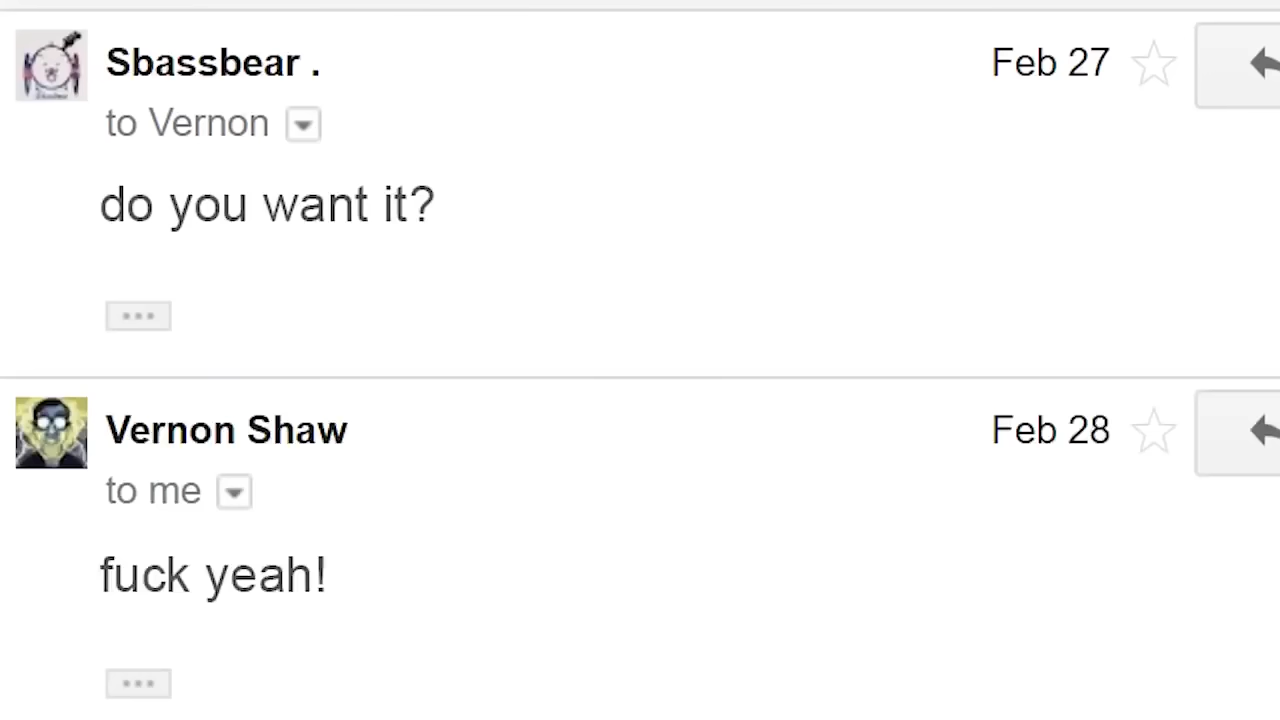 Sbassbear .
Feb 27
to Vernon
do you want it?
Vernon Shaw
Feb 28
to me
fuck yeah!